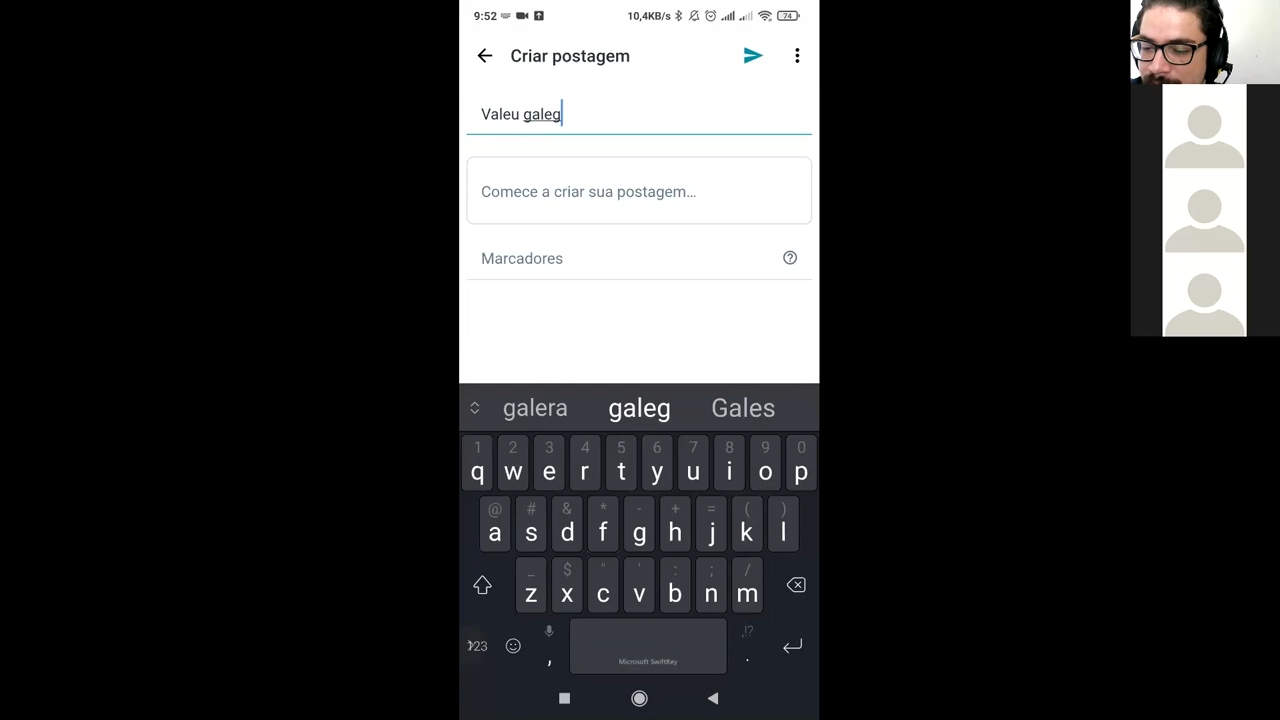 9:52 10,4KB/s 74
Criar postagem
Valeu galeg
Comece a criar sua postagem…
Marcadores
galera galeg Gales
1 2 3 4 5 6 7 8 9 0
q w e r t y u i o p
@ # & * - + = ( )
a s d f g h j k l
_ $ " ' : ; /
z x c v b n m
,!?
123 , Microsoft SwiftKey .